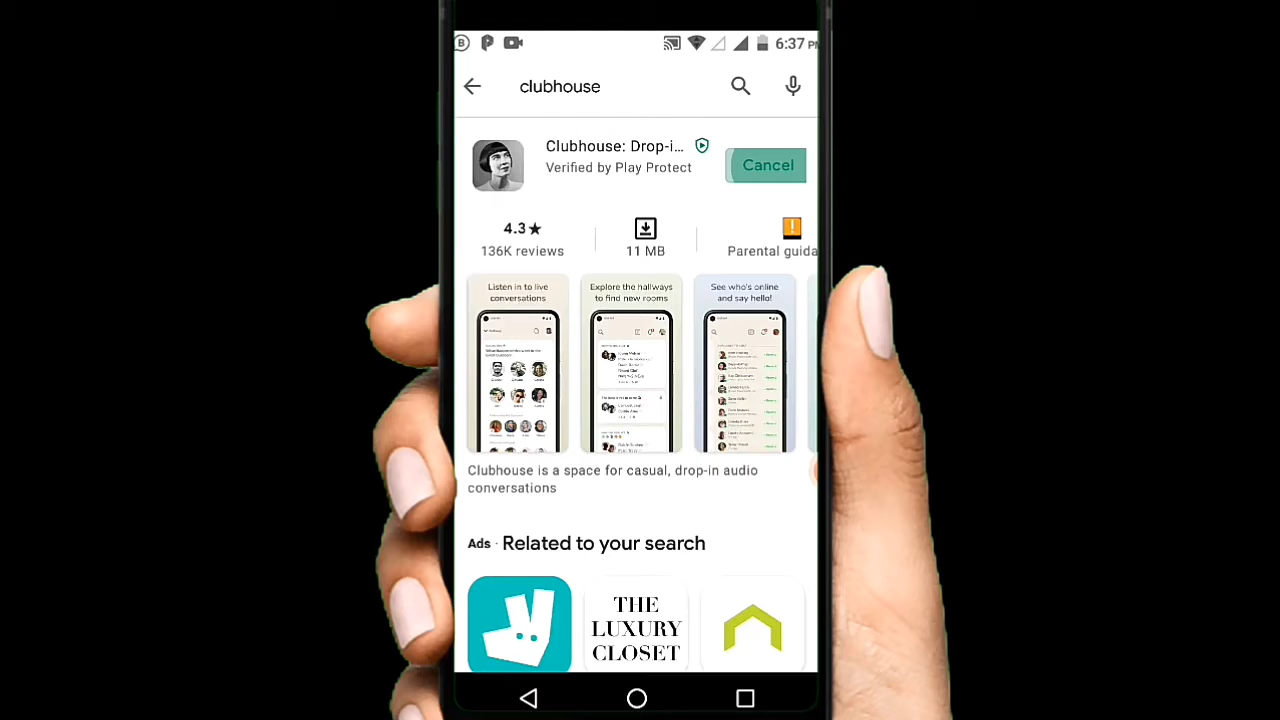 6:37 PM
clubhouse
Clubhouse: Drop-i...
Verified by Play Protect
Cancel
4.3★
136K reviews
11 MB
Parental guida
Listen in to live
conversations
Explore the hallways
to find new rooms
See who's online
and say hello!
Clubhouse is a space for casual, drop-in audio
conversations
Ads · Related to your search
THE
LUXURY
CLOSET